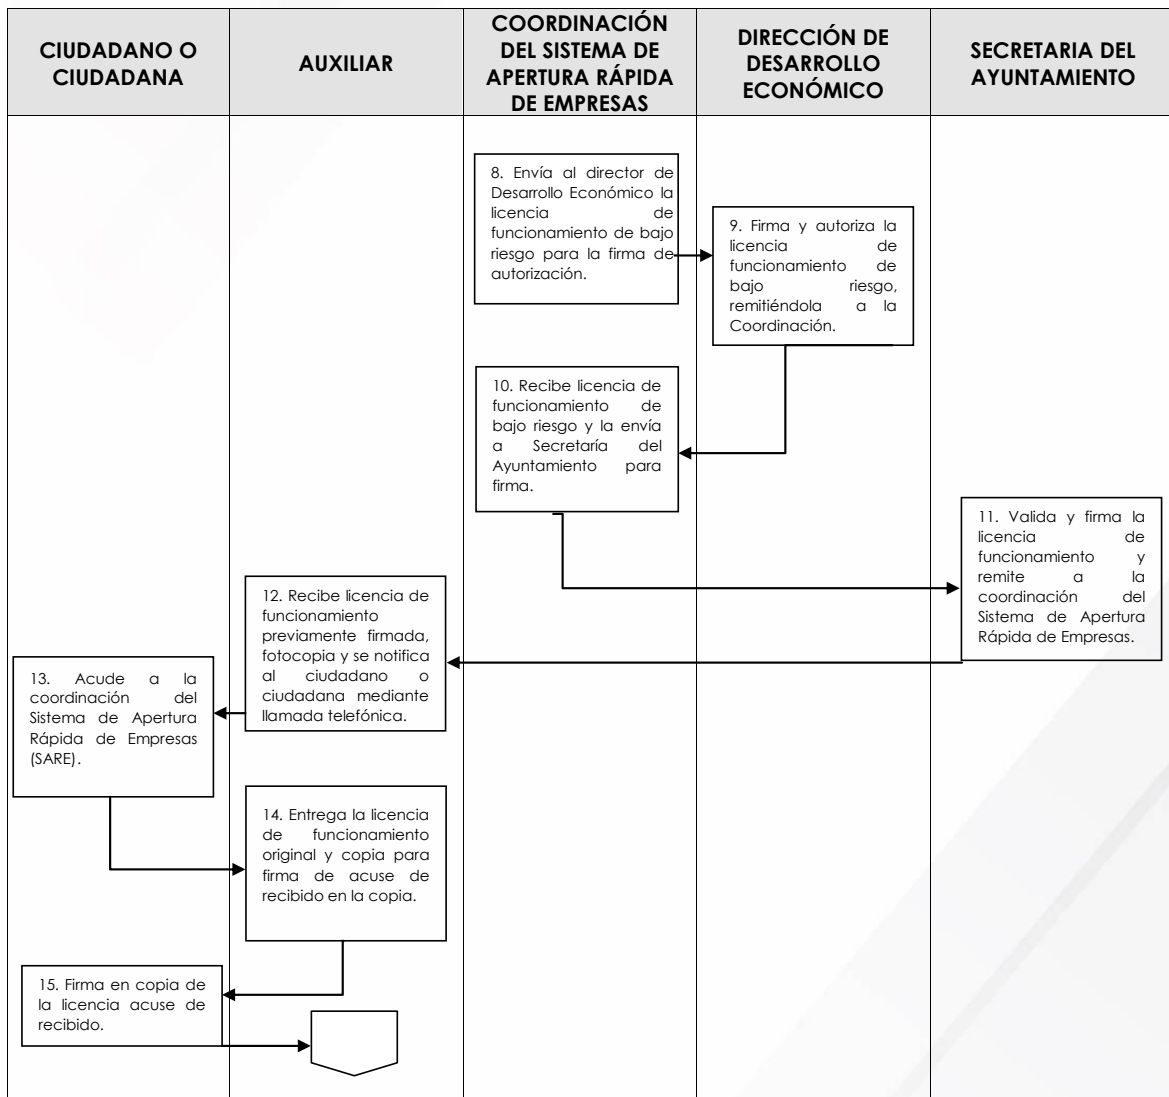 CIUDADANO O
CIUDADANA
AUXILIAR
COORDINACIÓN
DEL SISTEMA DE
APERTURA RÁPIDA
DE EMPRESAS
DIRECCIÓN DE
DESARROLLO
ECONÓMICO
SECRETARIA DEL
AYUNTAMIENTO
8. Envía al director de
Desarrollo Económico la
licencia de
funcionamiento de bajo
riesgo para la firma de
autorización.
9. Firma y autoriza la
licencia de
funcionamiento de
bajo riesgo,
remitiéndola a la
Coordinación.
10. Recibe licencia de
funcionamiento de
bajo riesgo y la envía
a Secretaría del
Ayuntamiento para
firma.
11. Valida y firma la
licencia de
funcionamiento y
remite a la
coordinación del
Sistema de Apertura
Rápida de Empresas.
12. Recibe licencia de
funcionamiento
previamente firmada,
fotocopia y se notifica
al ciudadano o
ciudadana mediante
llamada telefónica.
13. Acude a la
coordinación del
Sistema de Apertura
Rápida de Empresas
(SARE).
14. Entrega la licencia
de funcionamiento
original y copia para
firma de acuse de
recibido en la copia.
15. Firma en copia de
la licencia acuse de
recibido.